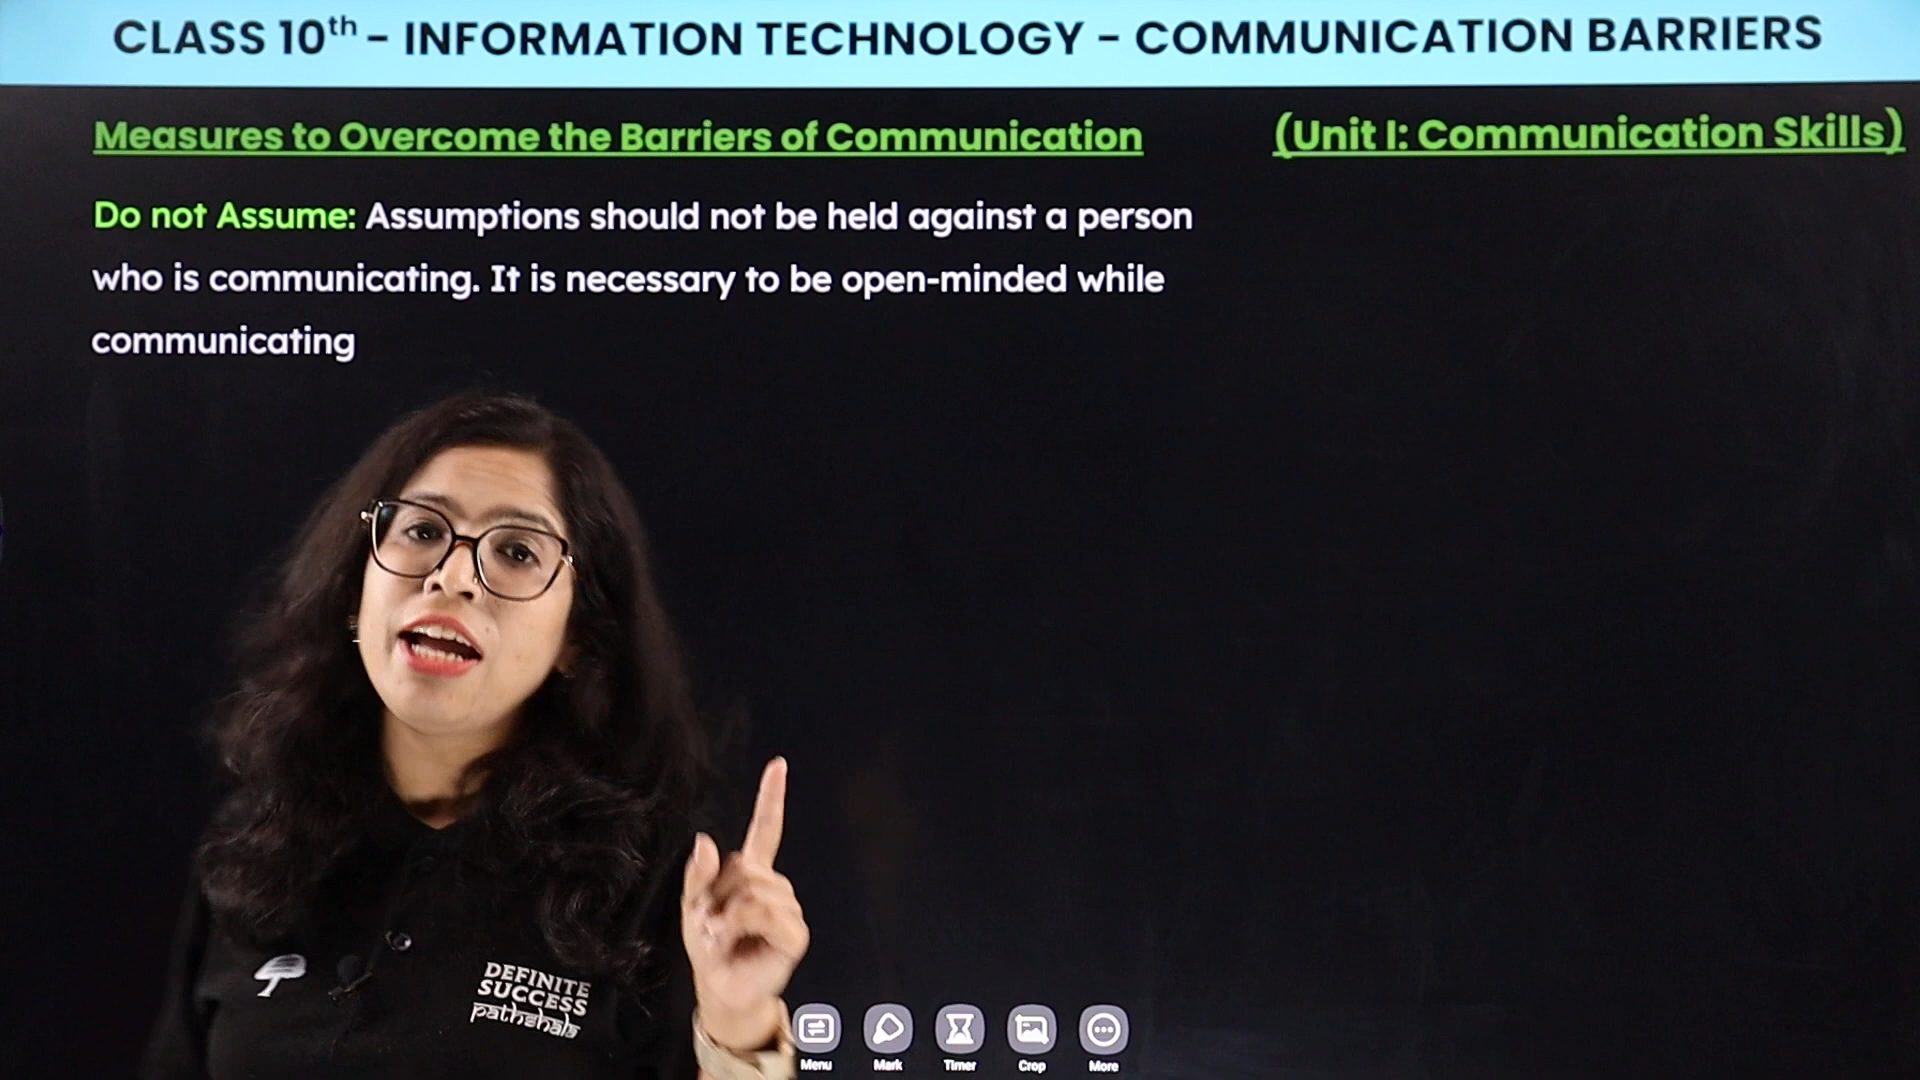 CLASS 10th - INFORMATION TECHNOLOGY - COMMUNICATION BARRIERS
Measures to Overcome the Barriers of Communication (Unit I: Communication Skills)
Do not Assume: Assumptions should not be held against a person
who is communicating. It is necessary to be open-minded while
communicating
DEFINITE
SUCCESS
pathshala
Menu Mark Timer Crop More